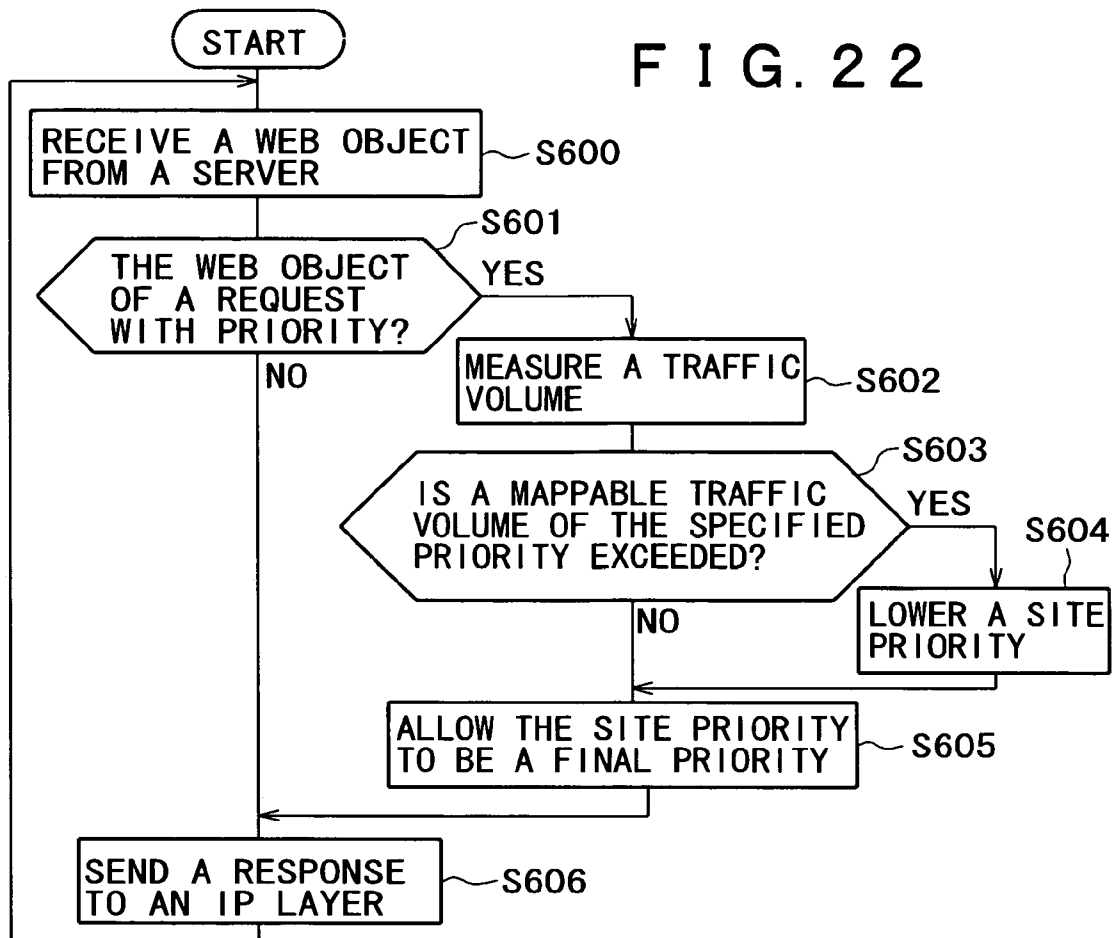 START
FIG.22
RECEIVE A WEB OBJECT
FROM A SERVER
S600
S601
THE WEB OBJECT
OF A REQUEST
WITH PRIORITY?
YES
NO
MEASURE A TRAFFIC
VOLUME
S602
S603
IS A MAPPABLE TRAFFIC
VOLUME OF THE SPECIFIED
PRIORITY EXCEEDED?
YES
NO
S604
LOWER A SITE
PRIORITY
ALLOW THE SITE PRIORITY
TO BE A FINAL PRIORITY
S605
SEND A RESPONSE
TO AN IP LAYER
S606